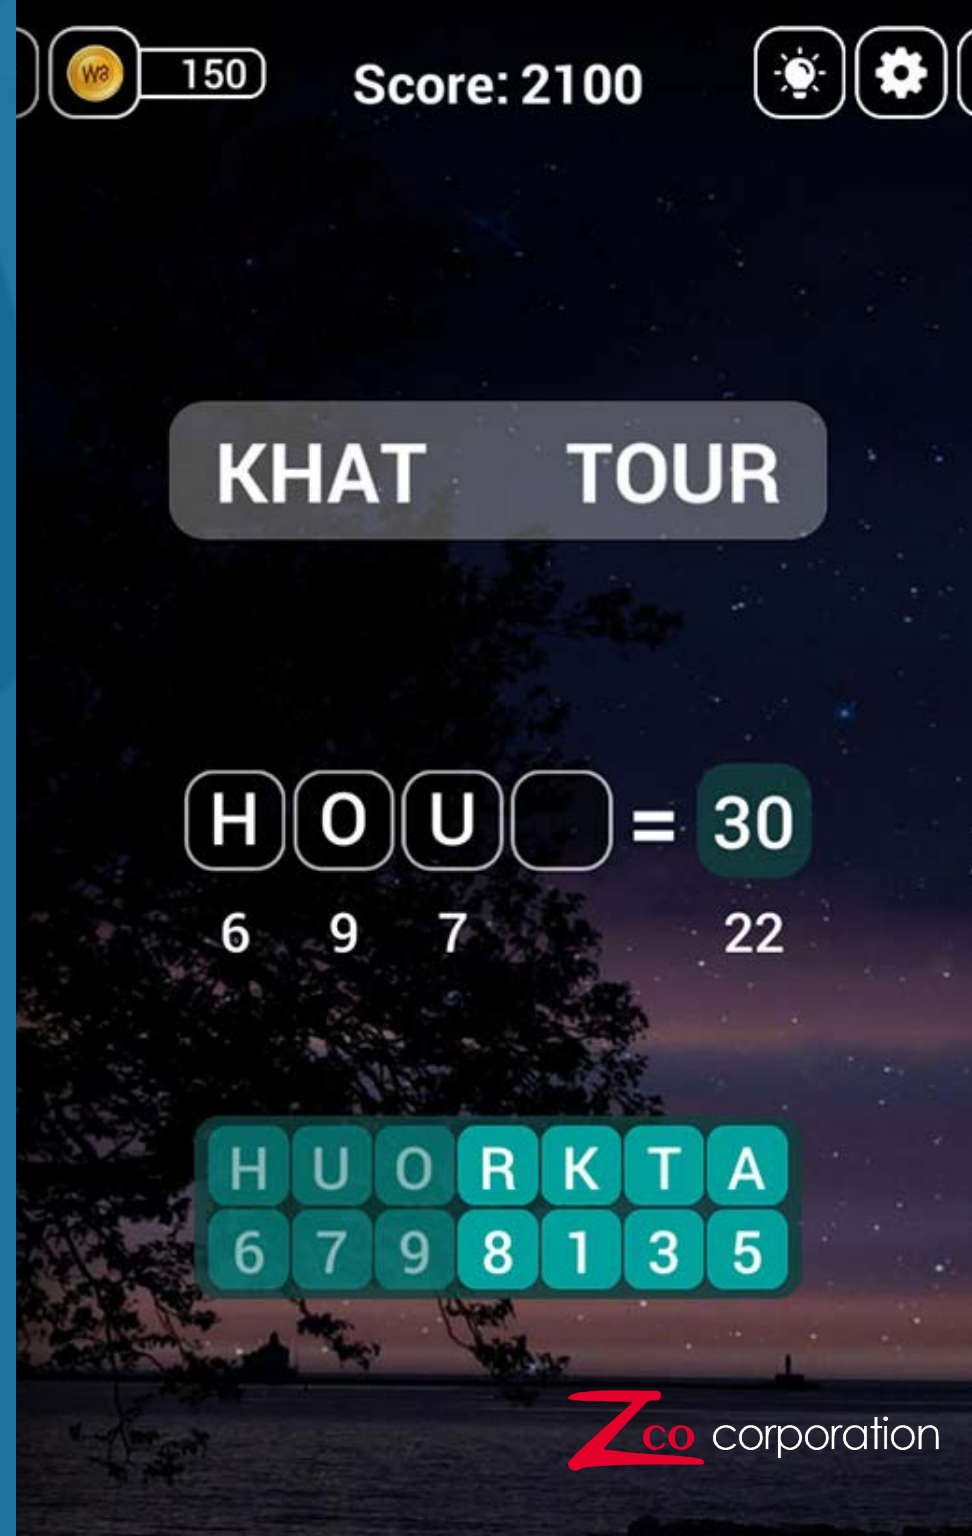 W a 150 Score: 2100
KHAT TOUR
H O U = 30
6 9 7 22
H U O R K T A
6 7 9 8 1 3 5
Zco corporation